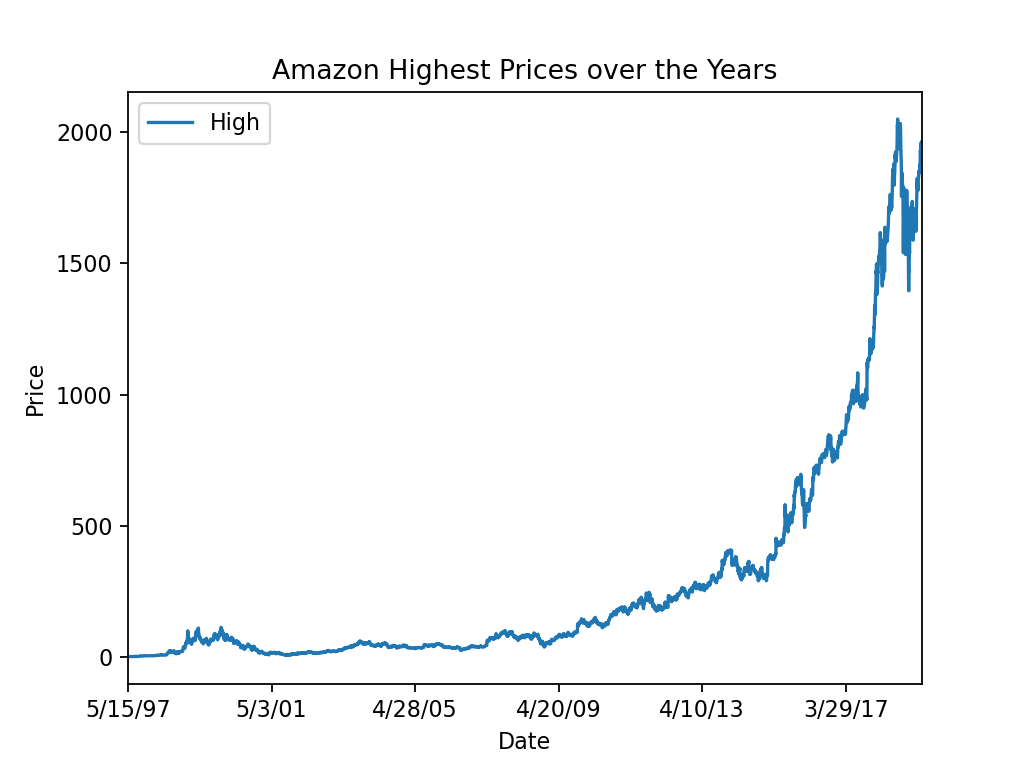 Amazon Highest Prices over the Years
High
2000
1500
1000
500
0
Price
5/15/97 5/3/01 4/28/05 4/20/09 4/10/13 3/29/17
Date